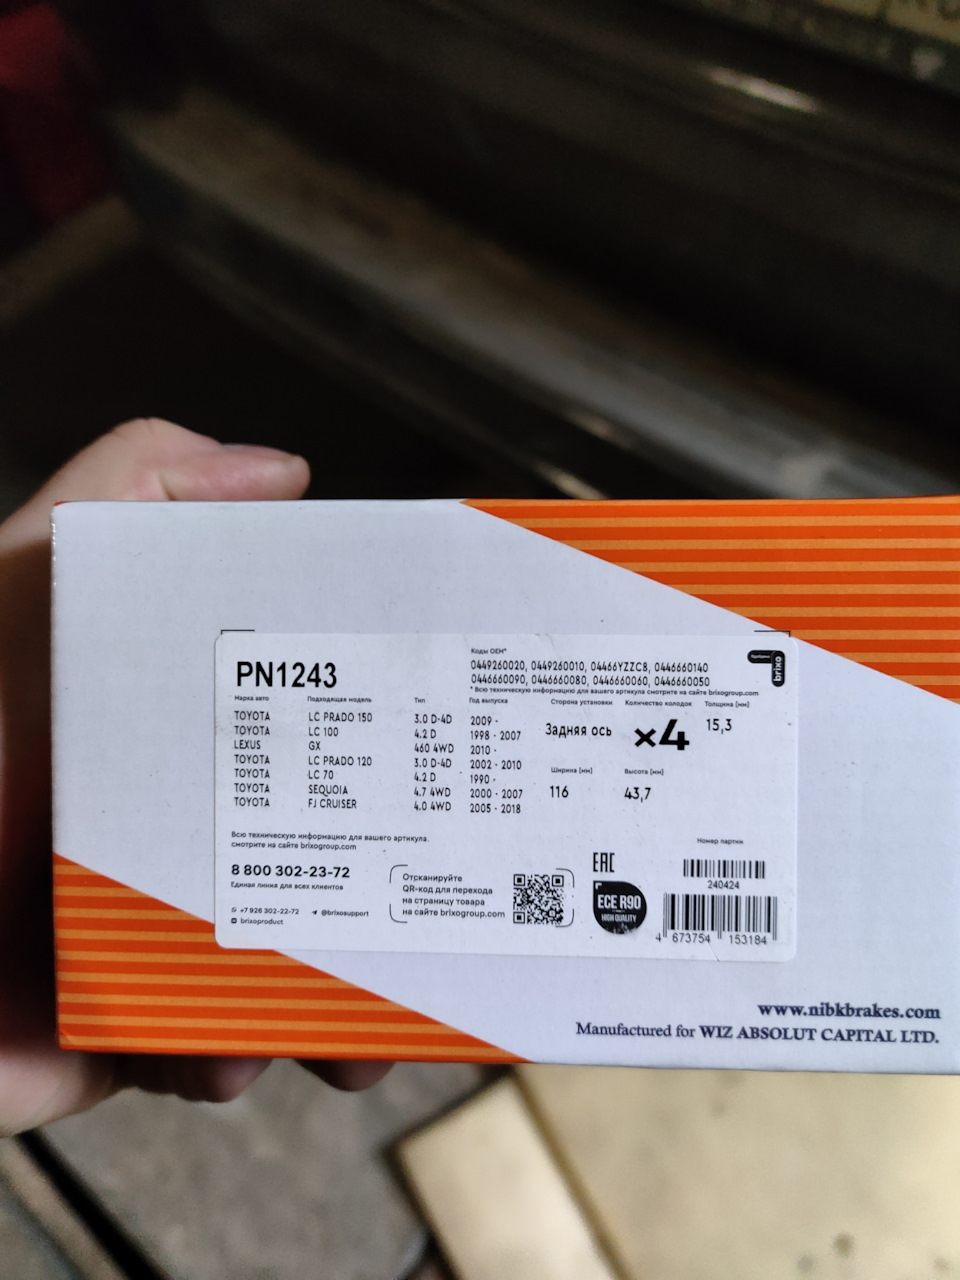 PN1243
Коды OEM*
0449260020, 0449260010, 04466YZZC8, 0446660140
0446660090, 0446660080, 0446660060, 0446660050
* Всю техническую информацию для вашего артикула смотрите на сайте brixogroup.com
brixo
Марка авто Подходящая модель Тип Год выпуска
TOYOTA LC PRADO 150 3.0 D-4D 2009 -
TOYOTA LC 100 4.2 D 1998 - 2007
LEXUS GX 460 4WD 2010 -
TOYOTA LC PRADO 120 3.0 D-4D 2002 - 2010
TOYOTA LC 70 4.2 D 1990 -
TOYOTA SEQUOIA 4.7 4WD 2000 - 2007
TOYOTA FJ CRUISER 4.0 4WD 2005 - 2018
Сторона установки Количество колодок Толщина [мм]
Задняя ось x4 15,3
Ширина [мм] Высота [мм]
116 43,7
Всю техническую информацию для вашего артикула.
смотрите на сайте brixogroup.com
8 800 302-23-72
Единая линия для всех клиентов
+7 926 302-22-72 @brixosupport
brixoproduct
Отсканируйте
QR-код для перехода
на страницу товара
на сайте brixogroup.com
EAC
ECE R90
HIGH QUALITY
Номер партии
240424
4 673754 153184
www.nibkbrakes.com
Manufactured for WIZ ABSOLUT CAPITAL LTD.